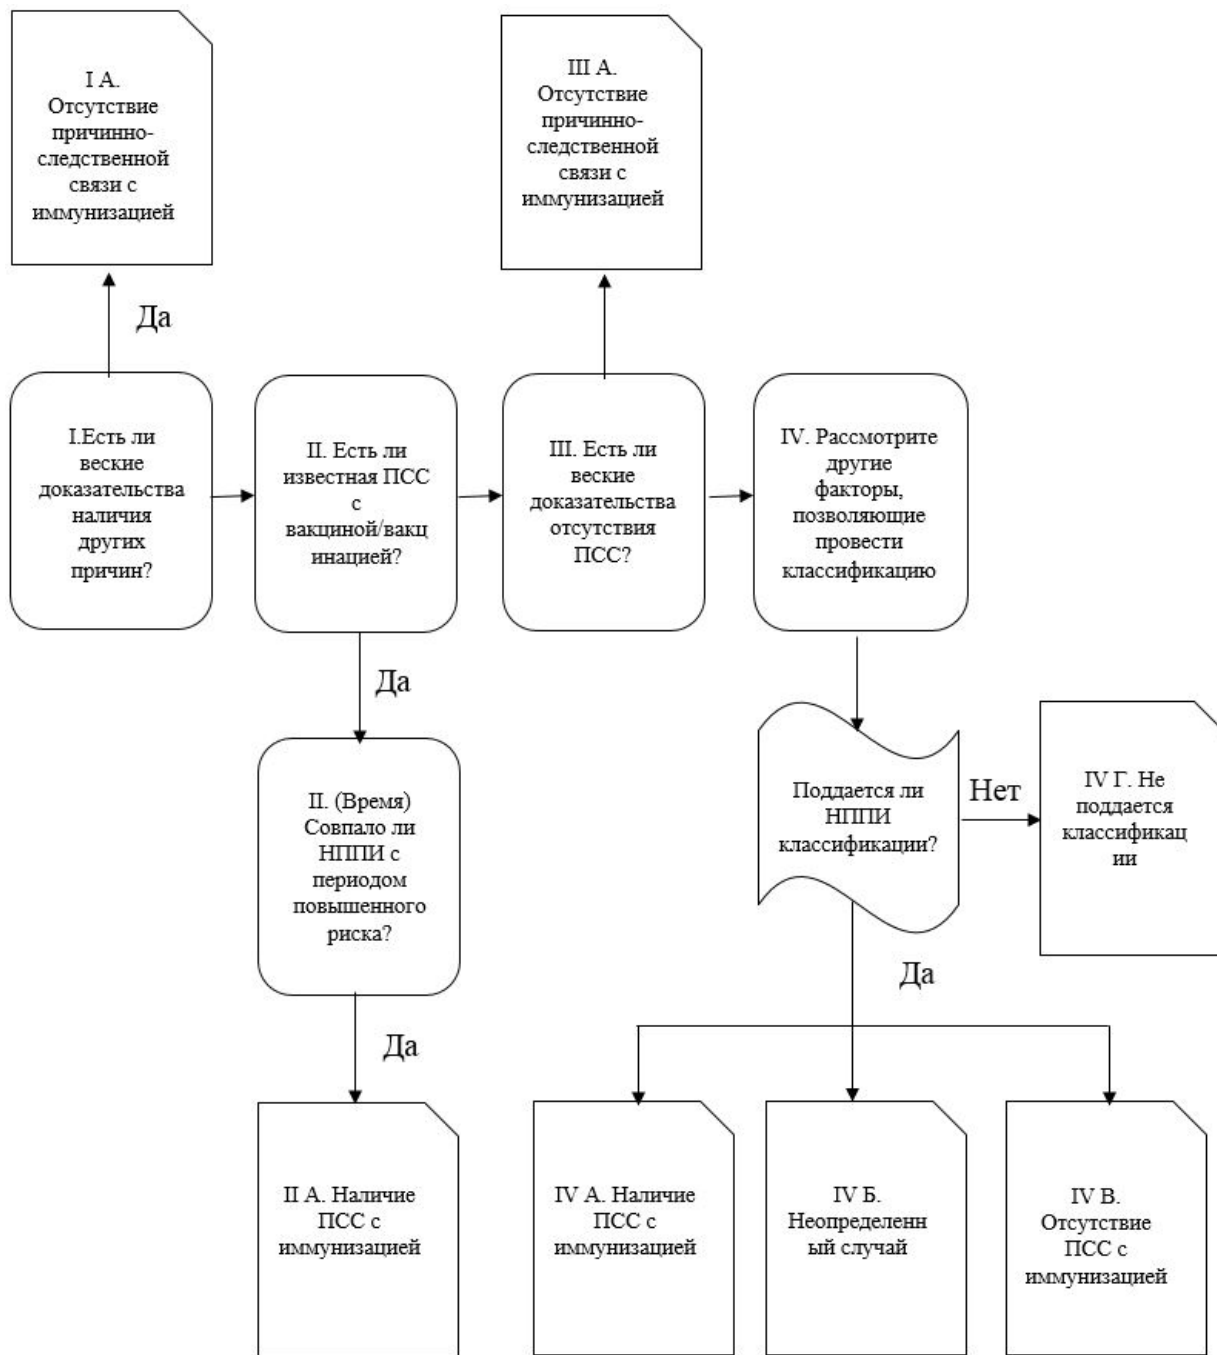 I А.
Отсутствие
причинно-
следственной
связи с
иммунизацией
III А.
Отсутствие
причинно-
следственной
связи с
иммунизацией
Да
I.Есть ли
веские
доказательства
наличия
других
причин?
II. Есть ли
известная ПСС
с
вакциной/вакц
инацией?
III. Есть ли
веские
доказательства
отсутствия
ПСС?
IV. Рассмотрите
другие
факторы,
позволяющие
провести
классификацию
Да
II. (Время)
Совпало ли
НППИ с
периодом
повышенного
риска?
Поддается ли
НППИ
классификации?
Нет
IV Г. Не
поддается
классификац
ии
Да
Да
II А. Наличие
ПСС с
иммунизацией
IV А. Наличие
ПСС с
иммунизацией
IV Б.
Неопределенн
ый случай
IV В.
Отсутствие
ПСС с
иммунизацией